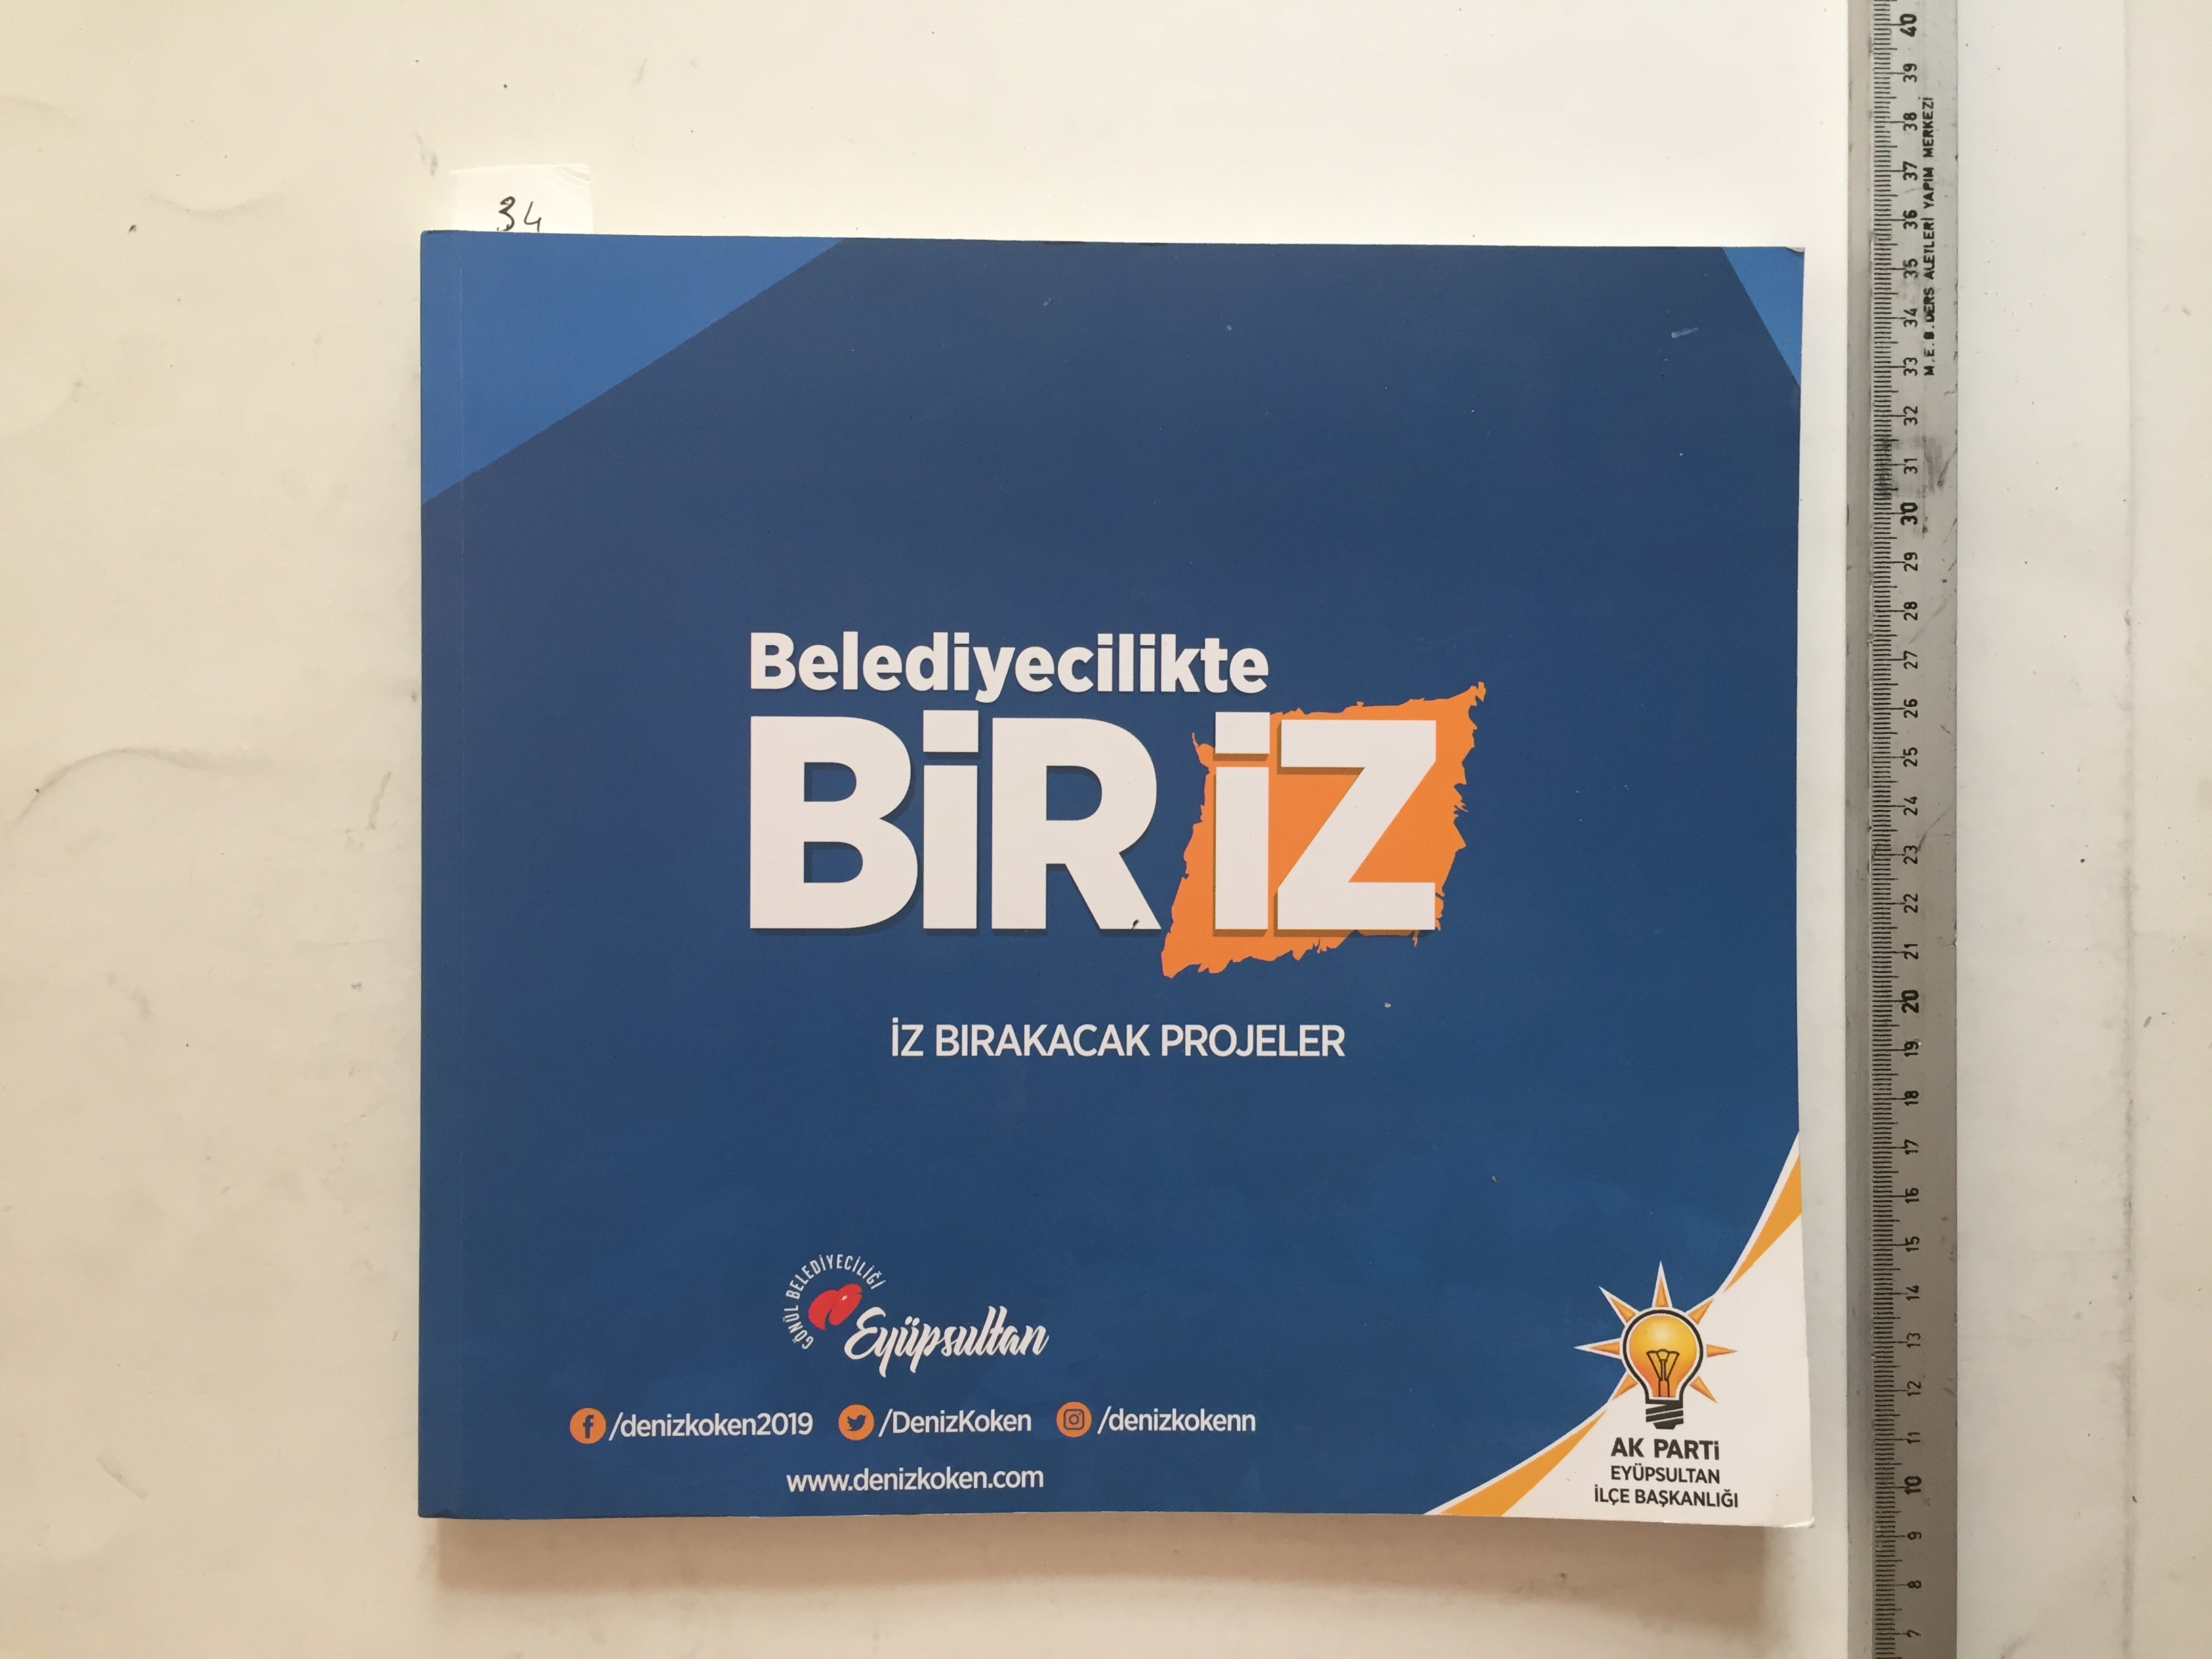 34
Belediyecilikte
BİR İZ
İZ BIRAKACAK PROJELER
GÖNÜL BELEDİYECİLİĞİ
Eyüpsultan
/denizkoken2019 /DenizKoken /denizkokenn
www.denizkoken.com
AK PARTİ
EYÜPSULTAN
İLÇE BAŞKANLIĞI
40 39 38 37 36 35 34 33 32 31 30 29 28 27 26 25 24 23 22 21 20 19 18 17 16 15 14 13 12 11 10 9 8 7
M.E.B. DERS ALETLERİ YAPIM MERKEZİ